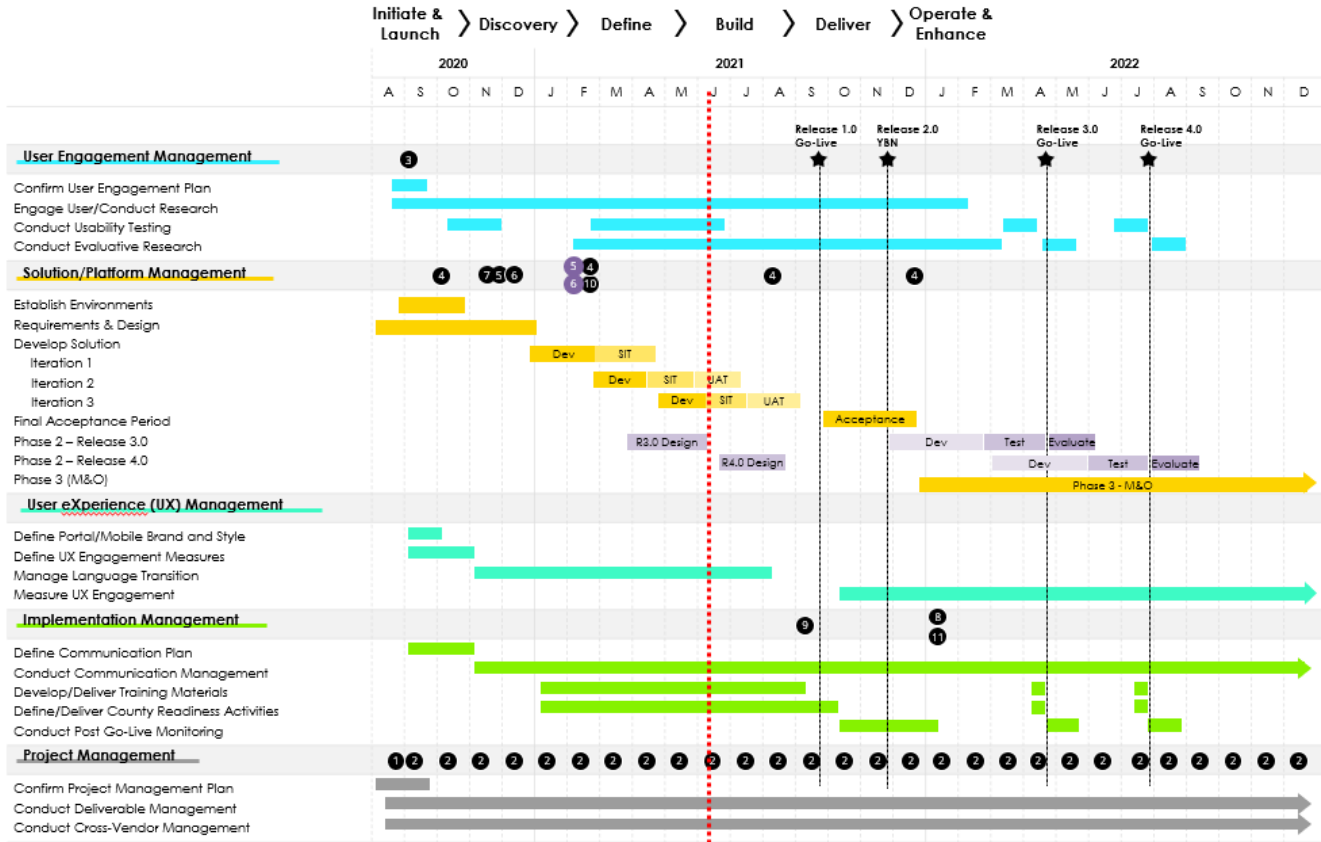 Initiate & Launch > Discovery > Define > Build > Deliver > Operate & Enhance
2020 2021 2022
A S O N D J F M A M J J A S O N D J F M A M J J A S O N D
Release 1.0 Go-Live
Release 2.0 YBN
Release 3.0 Go-Live
Release 4.0 Go-Live
User Engagement Management
3
Confirm User Engagement Plan
Engage User/Conduct Research
Conduct Usability Testing
Conduct Evaluative Research
Solution/Platform Management
4 7 5 6 5 4 4 4
6 10
Establish Environments
Requirements & Design
Develop Solution
Iteration 1 Dev SIT
Iteration 2 Dev SIT UAT
Iteration 3 Dev SIT UAT
Final Acceptance Period Acceptance
Phase 2 – Release 3.0 R3.0 Design Dev Test Evaluate
Phase 2 – Release 4.0 R4.0 Design Dev Test Evaluate
Phase 3 (M&O) Phase 3 - M&O
User eXperience (UX) Management
Define Portal/Mobile Brand and Style
Define UX Engagement Measures
Manage Language Transition
Measure UX Engagement
Implementation Management
9 8
11
Define Communication Plan
Conduct Communication Management
Develop/Deliver Training Materials
Define/Deliver County Readiness Activities
Conduct Post Go-Live Monitoring
Project Management
1 2 2 2 2 2 2 2 2 2 2 2 2 2 2 2 2 2 2 2 2 2 2 2 2 2 2 2 2
Confirm Project Management Plan
Conduct Deliverable Management
Conduct Cross-Vendor Management